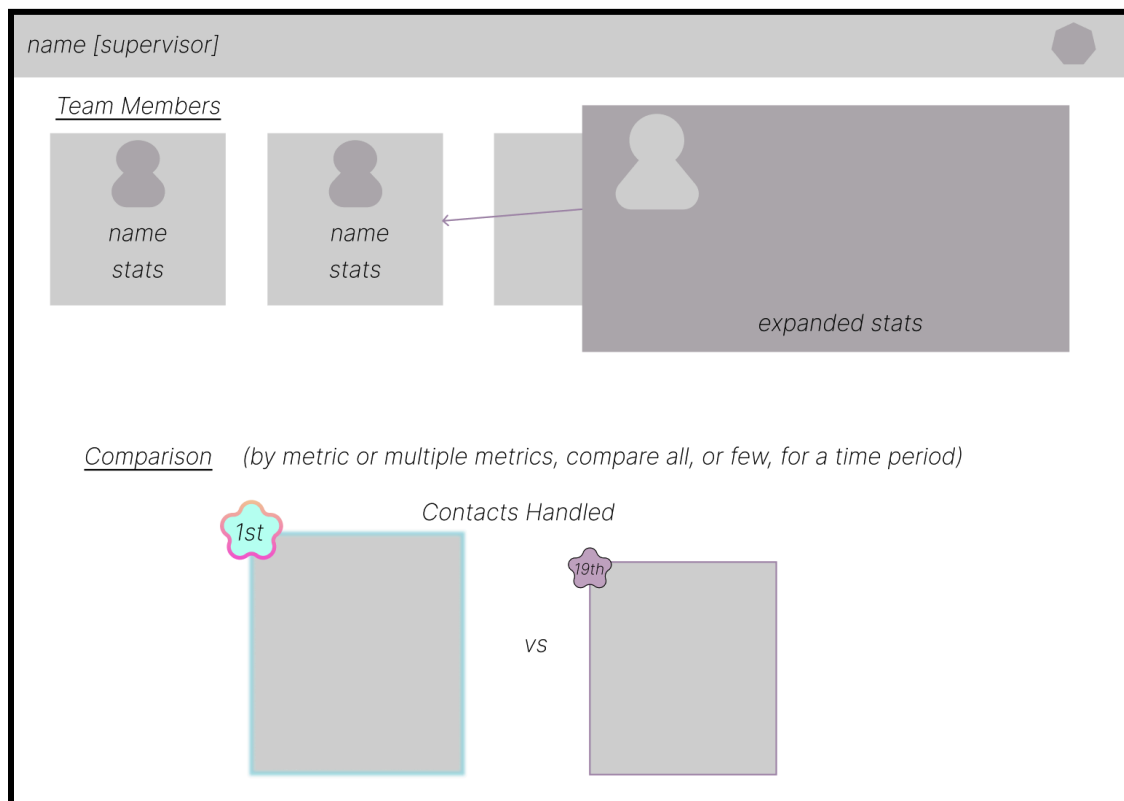 name [supervisor]
Team Members
name
stats
name
stats
expanded stats
Comparison (by metric or multiple metrics, compare all, or few, for a time period)
Contacts Handled
1st
19th
vs